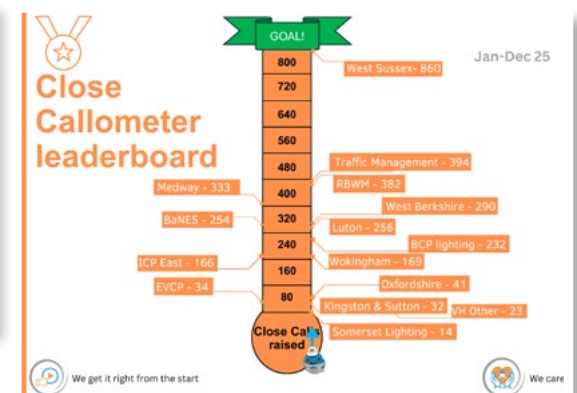 GOAL!
Jan-Dec 25
Close
Callometer
leaderboard
800
West Sussex- 860
720
640
560
480
Traffic Management - 394
RBWM - 382
Medway - 333
400
West Berkshire - 290
BaNES - 254
320
Luton - 256
240
BCP lighting - 232
ICP East - 166
Wokingham - 169
160
EVCP - 34
80
Oxfordshire - 41
Kingston & Sutton - 32
VH Other - 23
Close Calls
raised
Somerset Lighting - 14
We get it right from the start
We care